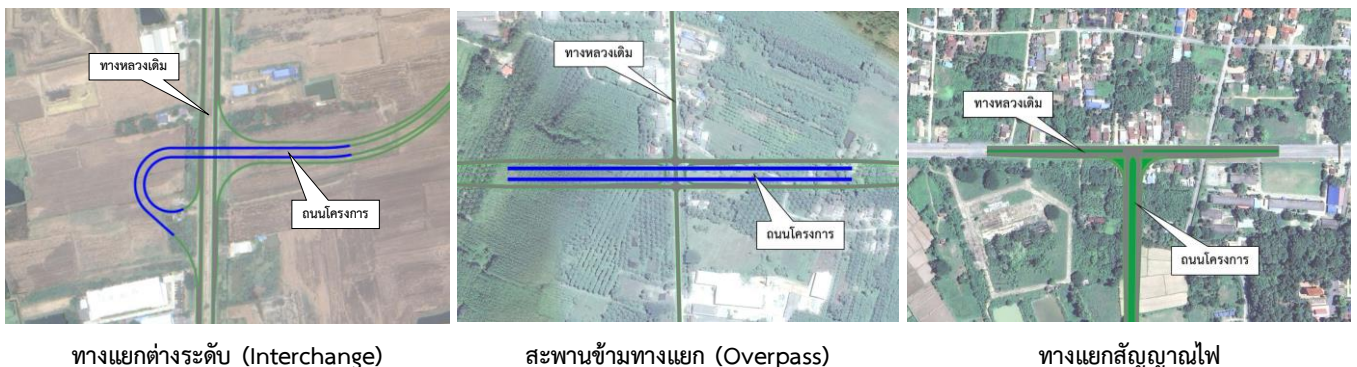 ทางหลวงเดิม
ถนนโครงการ
ทางแยกต่างระดับ (Interchange)
ทางหลวงเดิม
ถนนโครงการ
สะพานข้ามทางแยก (Overpass)
ทางหลวงเดิม
ถนนโครงการ
ทางแยกสัญญาณไฟ